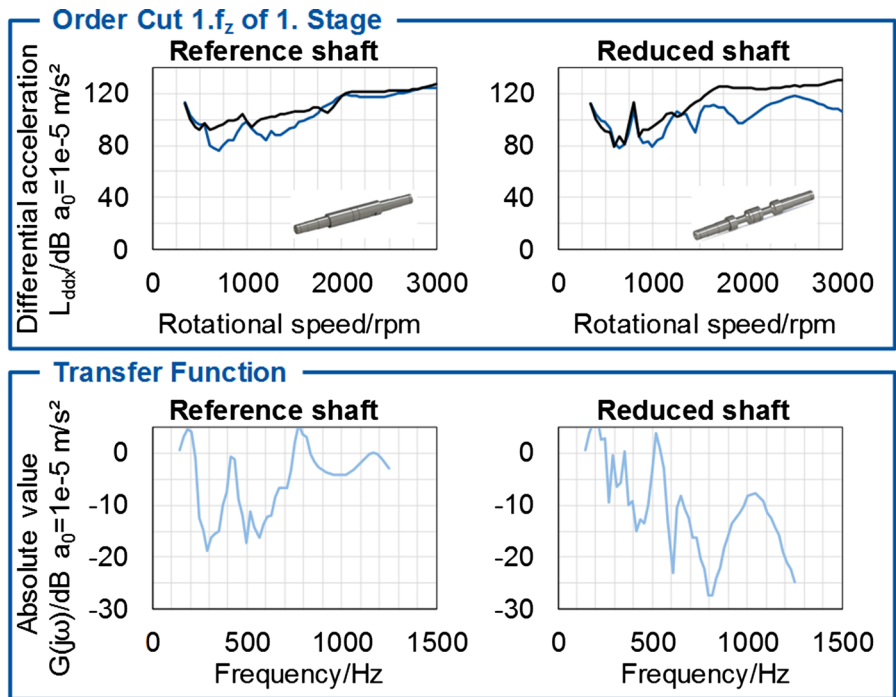 Order Cut 1.fz of 1. Stage
Reference shaft
Reduced shaft
Differential acceleration
Lddx/dB a₀=1e-5 m/s²
120
80
40
0
120
80
40
0
0 1000 2000 3000
0 1000 2000 3000
Rotational speed/rpm
Rotational speed/rpm
Transfer Function
Reference shaft
Reduced shaft
Absolute value
G(jω)/dB a₀=1e-5 m/s²
0
-10
-20
-30
0
-10
-20
-30
0 500 1000 1500
0 500 1000 1500
Frequency/Hz
Frequency/Hz